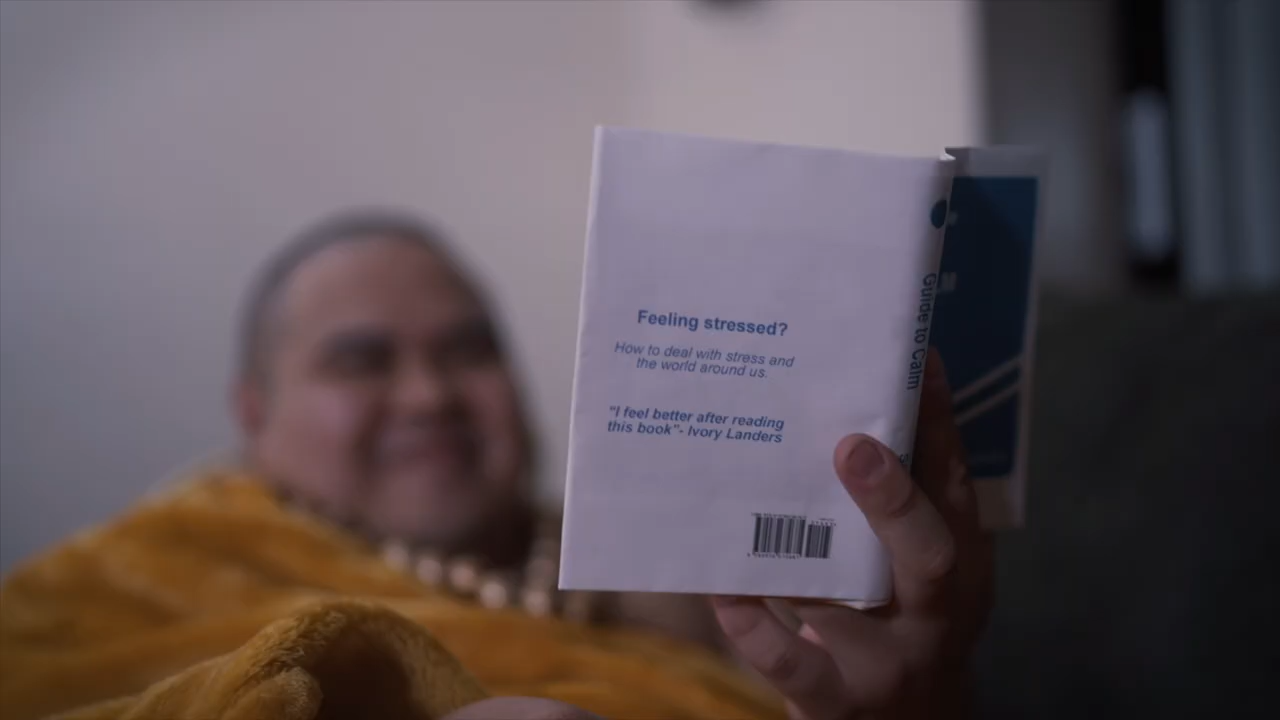 Feeling stressed?
How to deal with stress and
the world around us.
"I feel better after reading
this book"- Ivory Landers
Guide to Calm